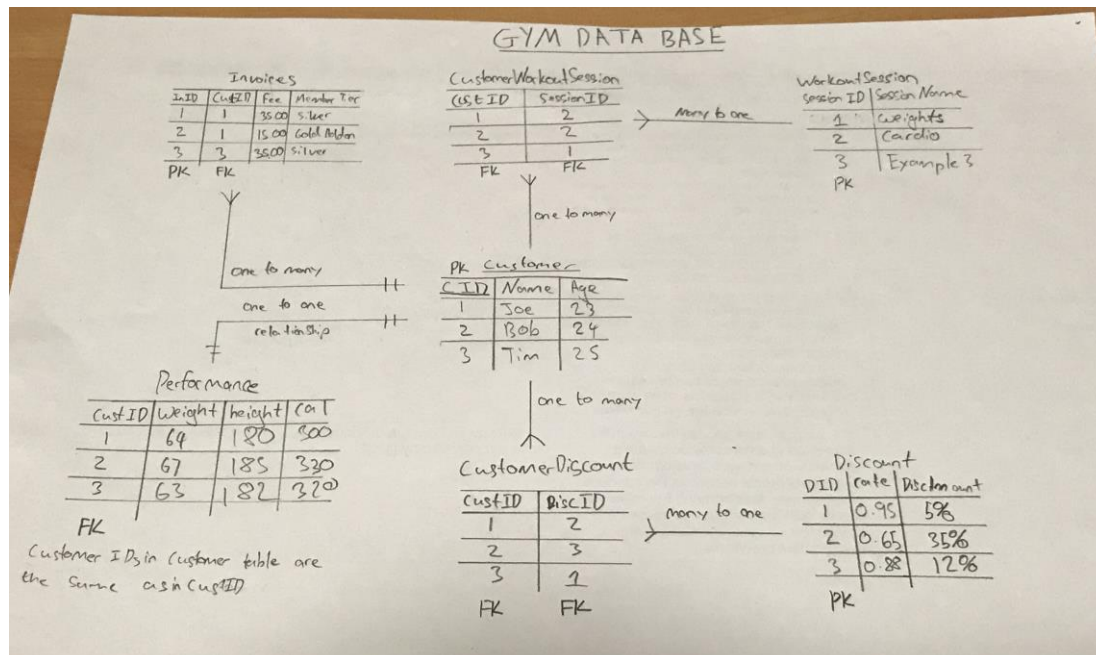 GYM DATA BASE
Invoices
InID CustID Fee Member Tier
1 1 35.00 Silver
2 1 15.00 Gold
3 3 35.00 Silver
PK FK
CustomerWorkoutSession
CustID SessionID
1 2
2 2
3 1
FK FK
many to one
WorkoutSession
Session ID Session Name
1 weights
2 Cardio
3 Example 3
PK
one to many
one to many
one to one
relationship
PK Customer
CID Name Age
1 Joe 23
2 Bob 24
3 Tim 25
Performance
CustID weight height Cal
1 64 180 300
2 67 185 330
3 63 182 320
FK
Customer IDs in Customer table are
the same as in CustID
one to many
CustomerDiscount
CustID DiscID
1 2
2 3
3 1
FK FK
many to one
Discount
DID rate
1 0.95 5%
2 0.65 35%
3 0.88 12%
PK